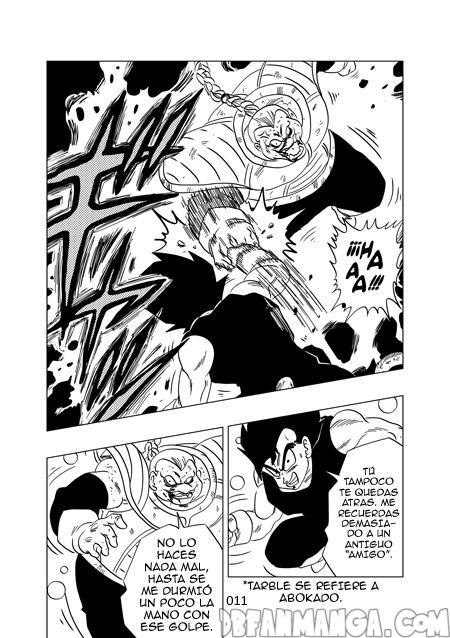 ¡¡¡HA
A
A!!!
NO LO
HACES
NADA MAL,
HASTA SE
ME DURMIÓ
UN POCO LA
MANO CON
ESE GOLPE.
TÚ
TAMPOCO
TE QUEDAS
ATRAS. ME
RECUERDAS
DEMASIA-
DO A UN
ANTIGUO
"AMIGO".
*TARBLE SE REFIERE A
ABOKADO.
011
DBFANMANGA.COM